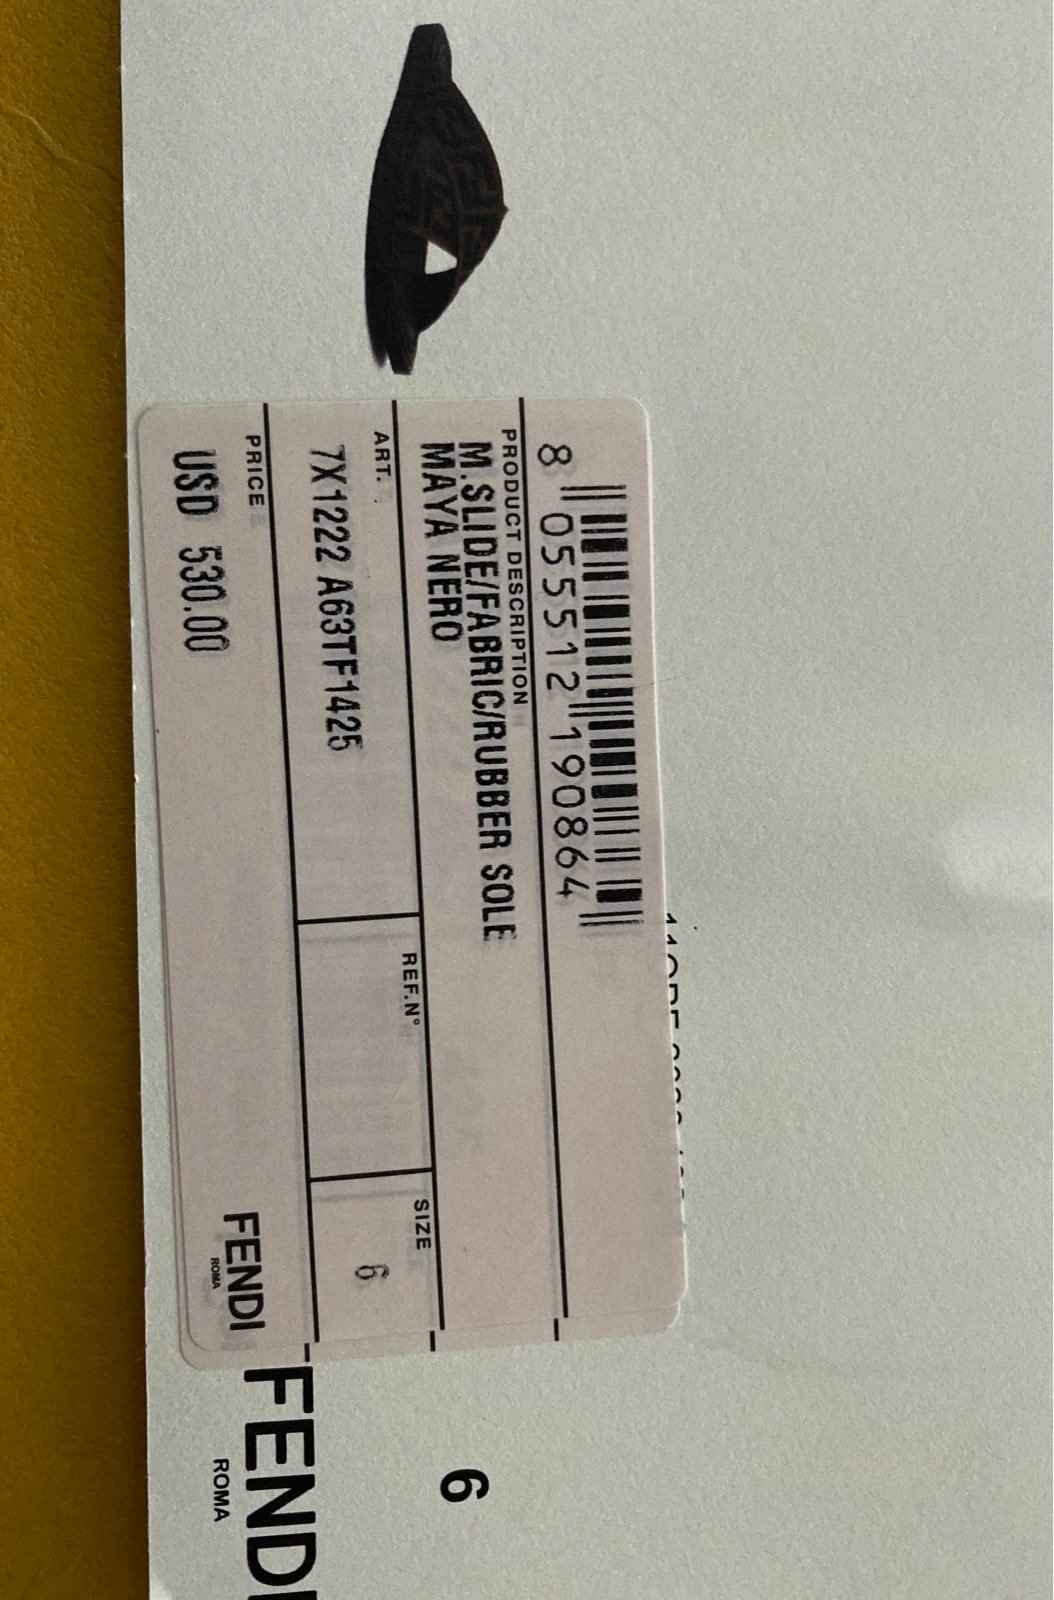 8 055512 190864
PRODUCT DESCRIPTION
M.SLIDE/FABRIC/RUBBER SOLE
MAYA NERO
ART.
7X1222 A63TF1425
REF.N°
SIZE
6
PRICE
USD 530.00
FENDI
ROMA
6
FENDI
ROMA